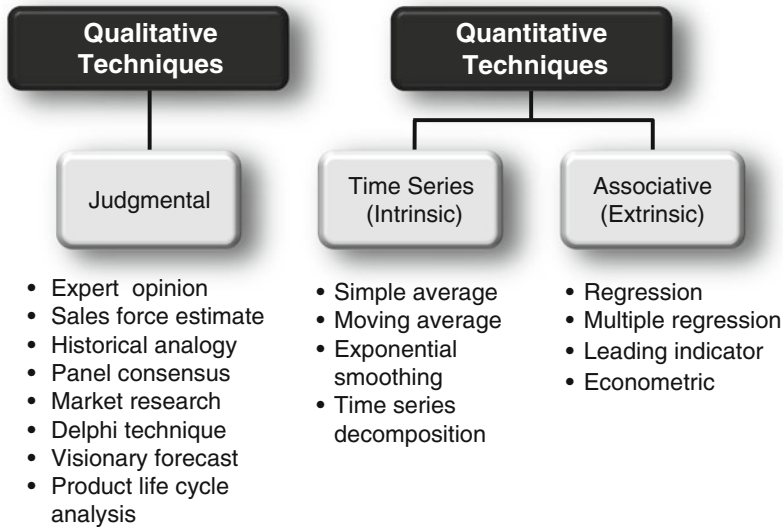 Qualitative
Techniques
Judgmental
• Expert opinion
• Sales force estimate
• Historical analogy
• Panel consensus
• Market research
• Delphi technique
• Visionary forecast
• Product life cycle
analysis
Quantitative
Techniques
Time Series
(Intrinsic)
• Simple average
• Moving average
• Exponential
smoothing
• Time series
decomposition
Associative
(Extrinsic)
• Regression
• Multiple regression
• Leading indicator
• Econometric